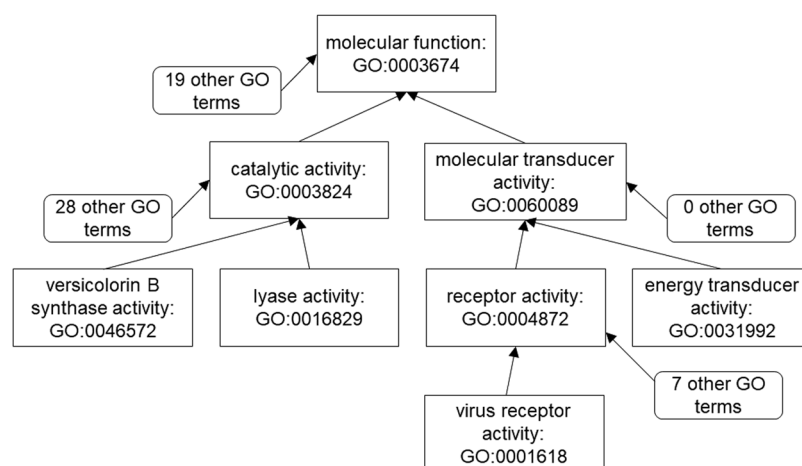 molecular function:
GO:0003674
19 other GO
terms
catalytic activity:
GO:0003824
molecular transducer
activity:
GO:0060089
28 other GO
terms
0 other GO
terms
versicolorin B
synthase activity:
GO:0046572
lyase activity:
GO:0016829
receptor activity:
GO:0004872
energy transducer
activity:
GO:0031992
7 other GO
terms
virus receptor
activity:
GO:0001618